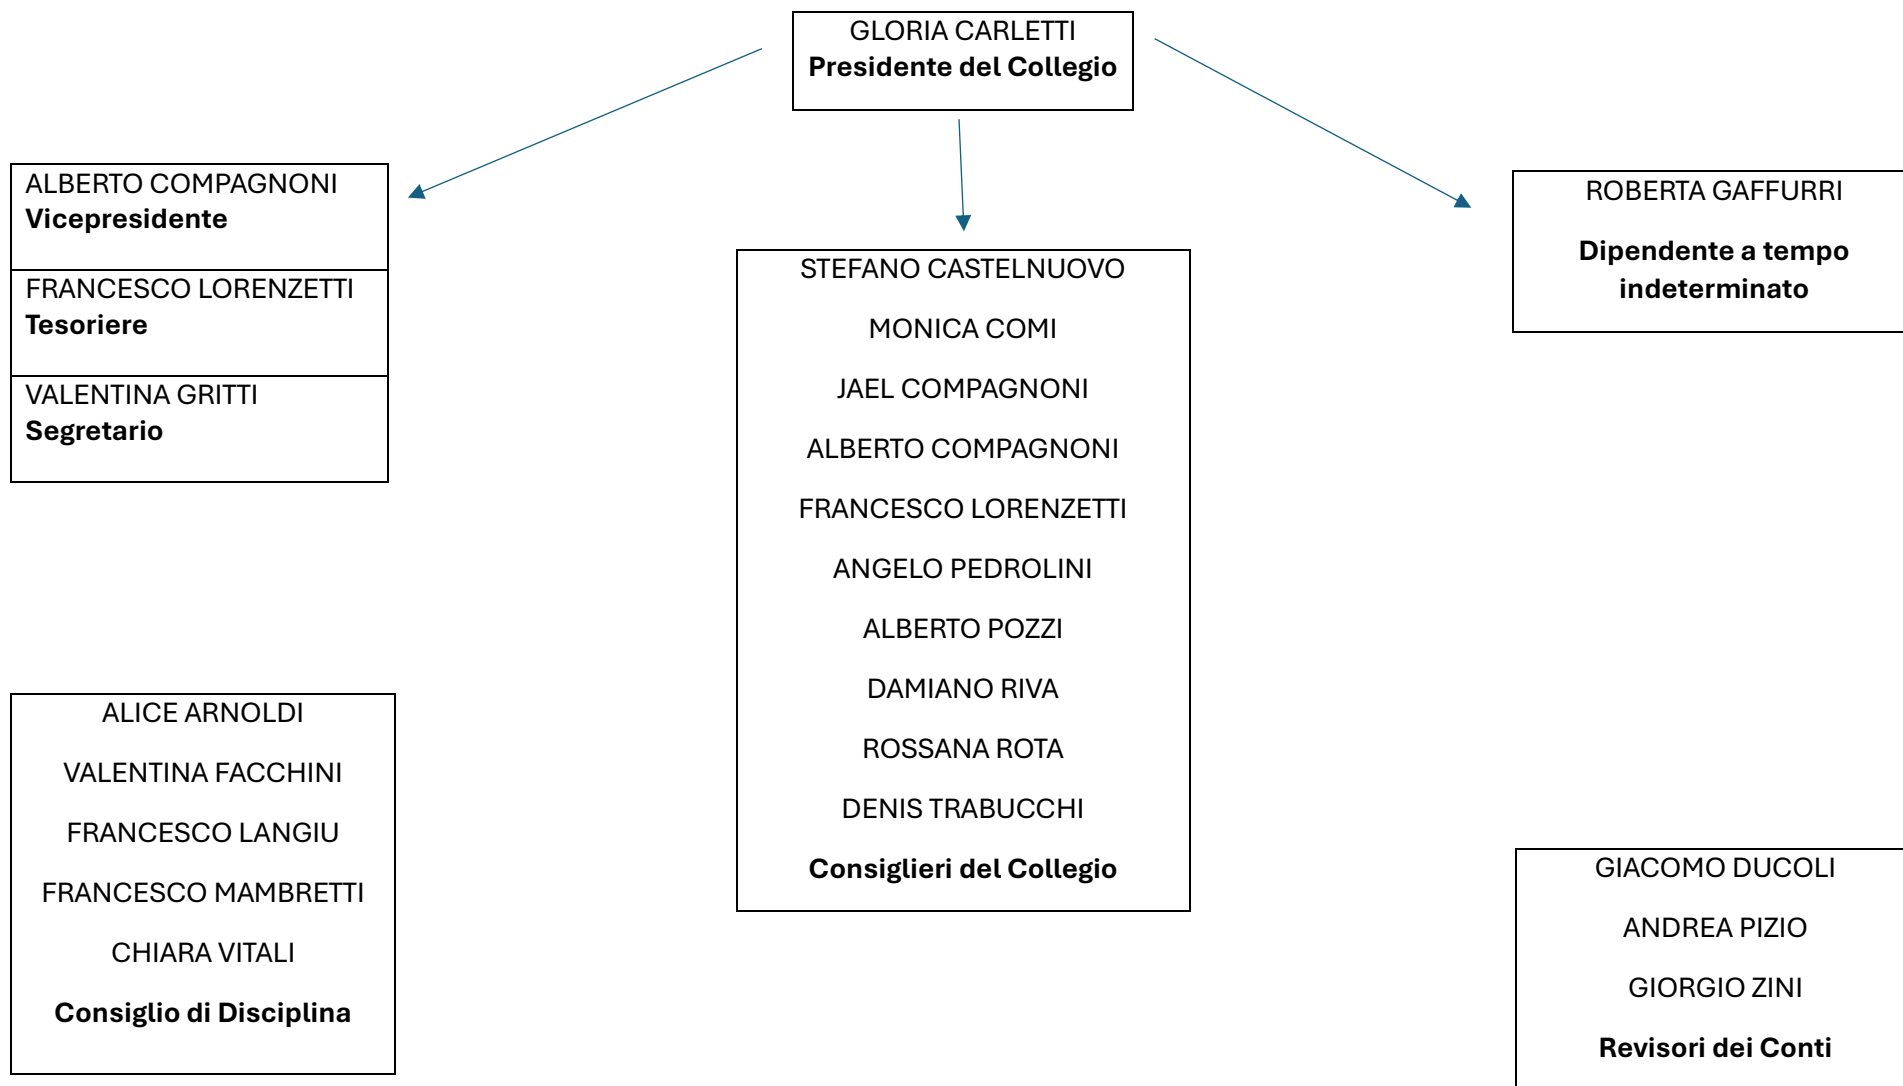 GLORIA CARLETTI
Presidente del Collegio
ALBERTO COMPAGNONI
Vicepresidente
FRANCESCO LORENZETTI
Tesoriere
VALENTINA GRITTI
Segretario
STEFANO CASTELNUOVO
MONICA COMI
JAEL COMPAGNONI
ALBERTO COMPAGNONI
FRANCESCO LORENZETTI
ANGELO PEDROLINI
ALBERTO POZZI
DAMIANO RIVA
ROSSANA ROTA
DENIS TRABUCCHI
Consiglieri del Collegio
ROBERTA GAFFURRI
Dipendente a tempo
indeterminato
ALICE ARNOLDI
VALENTINA FACCHINI
FRANCESCO LANGIU
FRANCESCO MAMBRETTI
CHIARA VITALI
Consiglio di Disciplina
GIACOMO DUCOLI
ANDREA PIZIO
GIORGIO ZINI
Revisori dei Conti